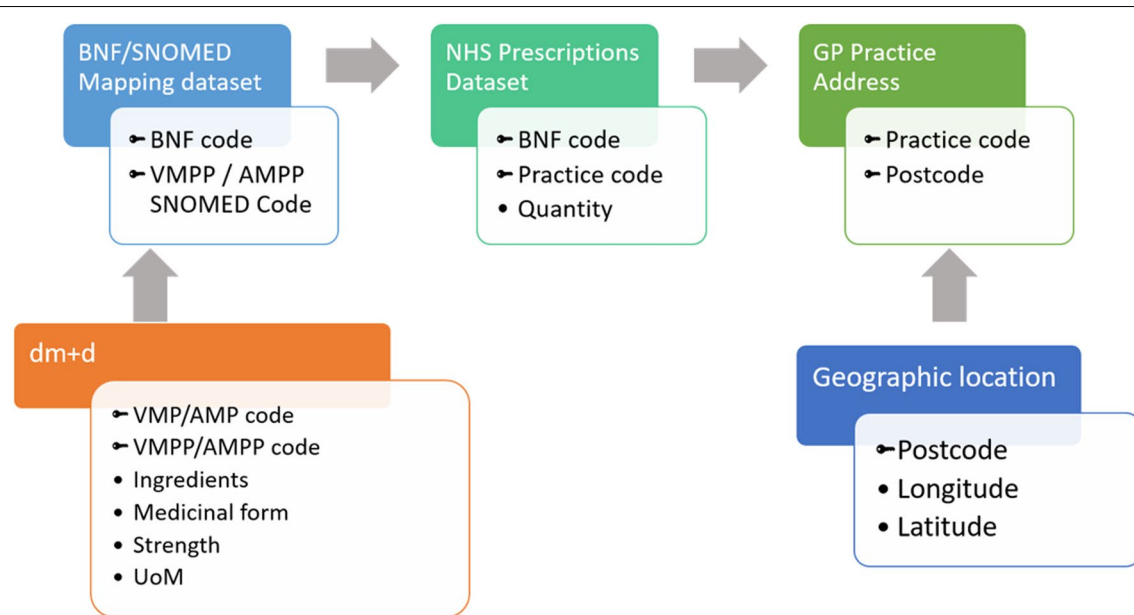 BNF/SNOMED
Mapping dataset
BNF code
VMPP / AMPP
SNOMED Code
NHS Prescriptions
Dataset
BNF code
Practice code
• Quantity
GP Practice
Address
Practice code
Postcode
dm+d
VMP/AMP code
VMPP/AMPP code
• Ingredients
• Medicinal form
• Strength
• UoM
Geographic location
Postcode
• Longitude
• Latitude